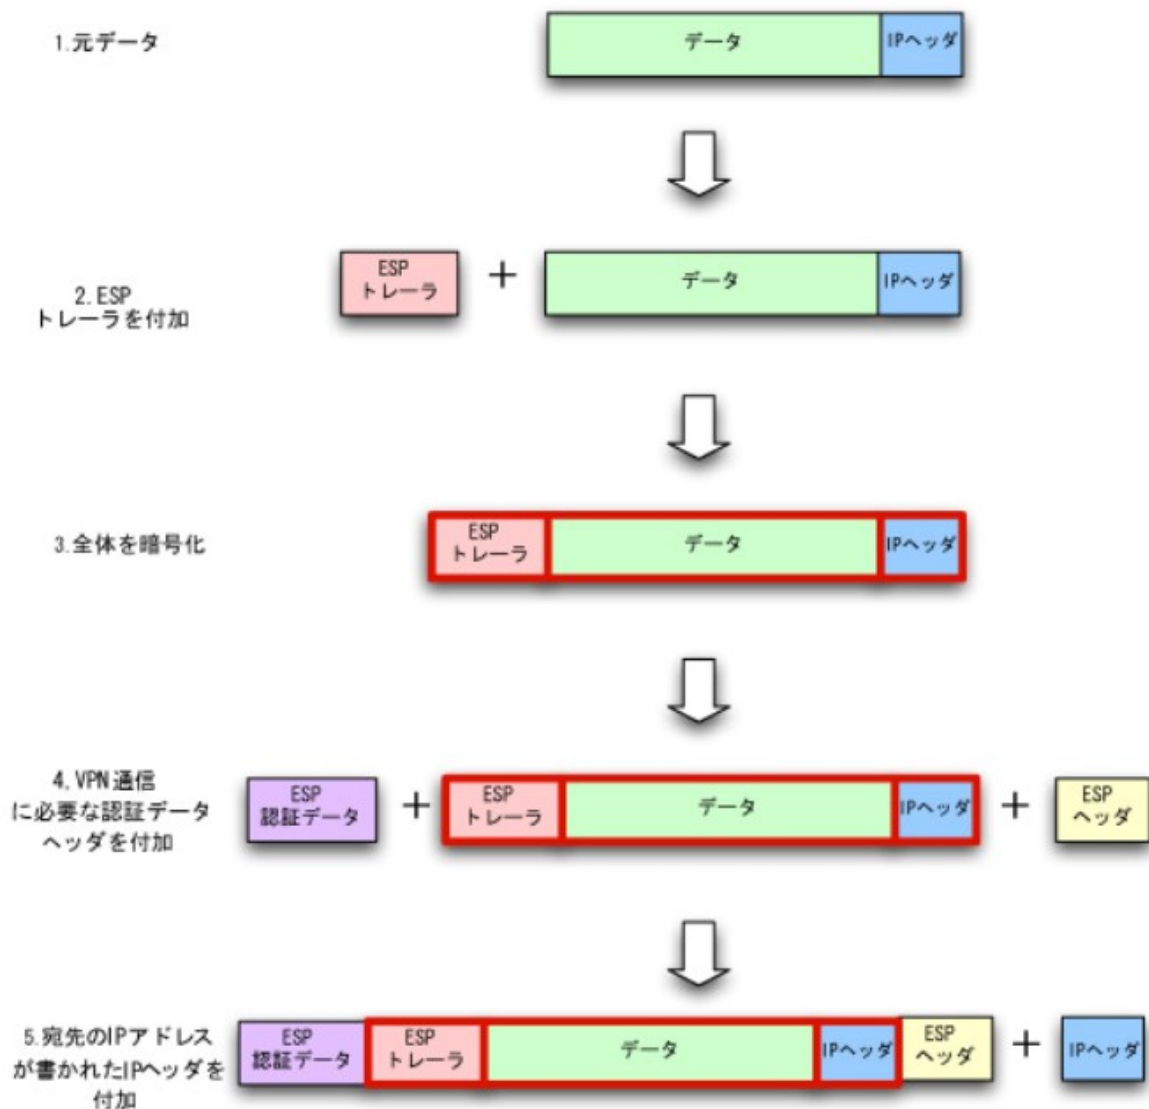 1.元データ
データ
IPヘッダ
2.ESP
トレーラを付加
ESP
トレーラ
+
データ
IPヘッダ
3.全体を暗号化
ESP
トレーラ
データ
IPヘッダ
4.VPN通信
に必要な認証データ
ヘッダを付加
ESP
認証データ
+
ESP
トレーラ
データ
IPヘッダ
+
ESP
ヘッダ
5.宛先のIPアドレス
が書かれたIPヘッダを
付加
ESP
認証データ
ESP
トレーラ
データ
IPヘッダ
ESP
ヘッダ
+
IPヘッダ